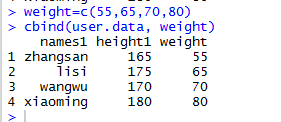 > weight=c(55,65,70,80)
> cbind(user.data, weight)
names1 height1 weight
1 zhangsan 165 55
2 lisi 175 65
3 wangwu 170 70
4 xiaoming 180 80
>